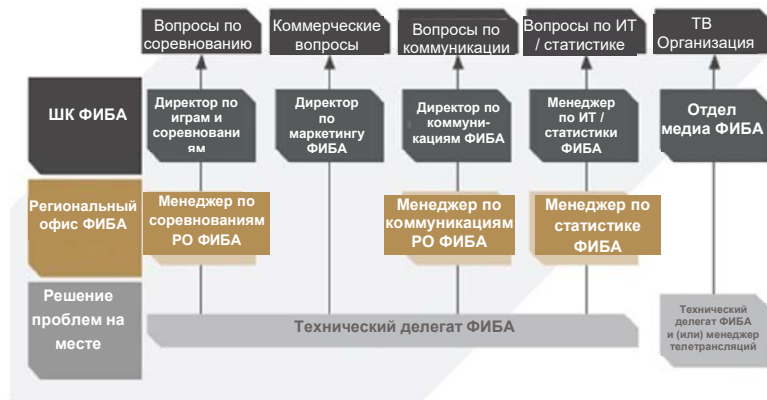 Вопросы по
соревнованию
Коммерческие
вопросы
Вопросы по
коммуникации
Вопросы по ИТ
/ статистике
ТВ
Организация
ШК ФИБА
Директор по
играм и
соревновани
ям
Директор
по
маркетингу
ФИБА
Директор по
коммуни-
кациям ФИБА
Менеджер
по ИТ /
статистики
ФИБА
Отдел
медиа ФИБА
Региональный
офис ФИБА
Менеджер по
соревнованиям
РО ФИБА
Менеджер по
коммуникациям
РО ФИБА
Менеджер по
статистике
ФИБА
Решение
проблем на
месте
Технический делегат ФИБА
Технический
делегат ФИБА
и (или) менеджер
телетрансляций